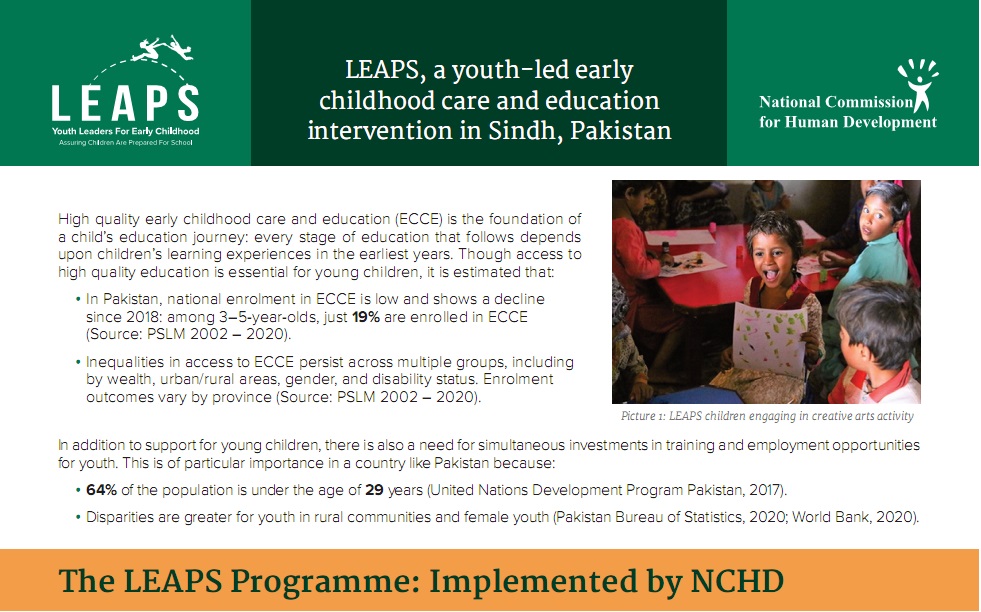 LEAPS
Youth Leaders For Early Childhood
Assuring Children Are Prepared For School
LEAPS, a youth-led early
childhood care and education
intervention in Sindh, Pakistan
National Commission
for Human Development
High quality early childhood care and education (ECCE) is the foundation of
a child's education journey: every stage of education that follows depends
upon children's learning experiences in the earliest years. Though access to
high quality education is essential for young children, it is estimated that:
• In Pakistan, national enrolment in ECCE is low and shows a decline
since 2018: among 3–5-year-olds, just 19% are enrolled in ECCE
(Source: PSLM 2002 – 2020).
• Inequalities in access to ECCE persist across multiple groups, including
by wealth, urban/rural areas, gender, and disability status. Enrolment
outcomes vary by province (Source: PSLM 2002 – 2020).
Picture 1: LEAPS children engaging in creative arts activity
In addition to support for young children, there is also a need for simultaneous investments in training and employment opportunities
for youth. This is of particular importance in a country like Pakistan because:
• 64% of the population is under the age of 29 years (United Nations Development Program Pakistan, 2017).
• Disparities are greater for youth in rural communities and female youth (Pakistan Bureau of Statistics, 2020; World Bank, 2020).
The LEAPS Programme: Implemented by NCHD